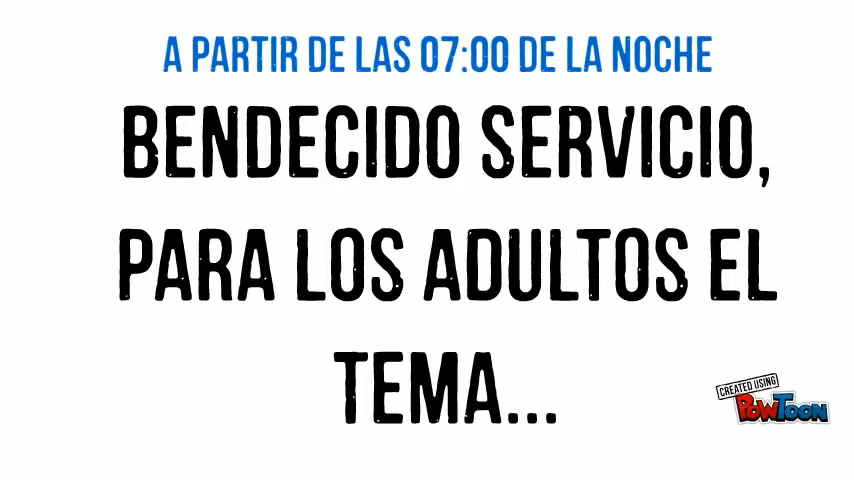 A PARTIR DE LAS 07:00 DE LA NOCHE
BENDECIDO SERVICIO,
PARA LOS ADULTOS EL
TEMA...
CREATED USING
POWTOON